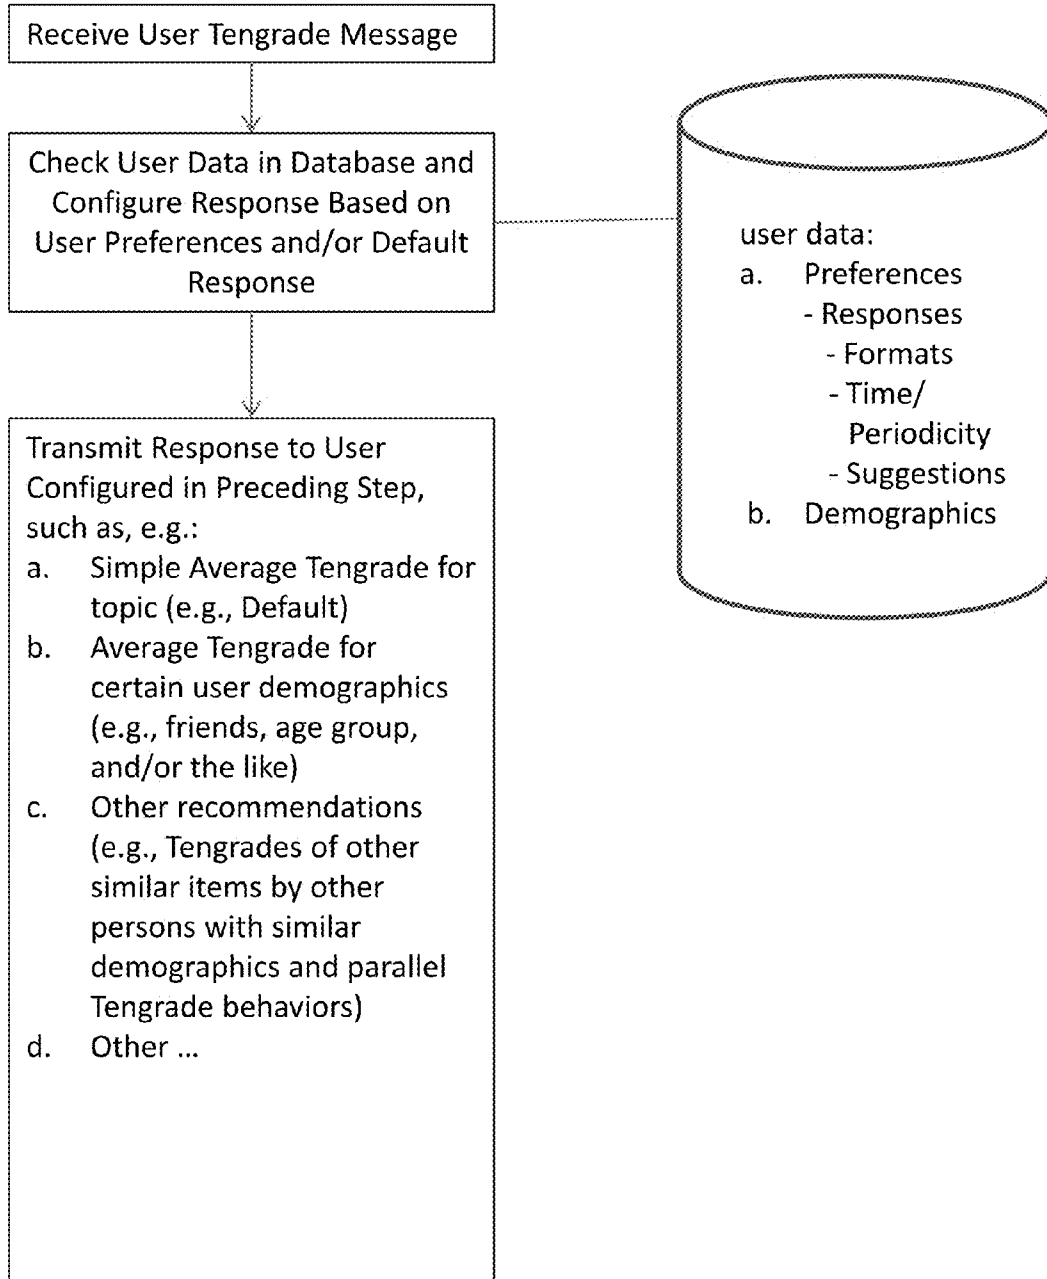 Receive User Tengrade Message
Check User Data in Database and
Configure Response Based on
User Preferences and/or Default
Response
user data:
a. Preferences
- Responses
- Formats
- Time/
Periodicity
- Suggestions
b. Demographics
Transmit Response to User
Configured in Preceding Step,
such as, e.g.:
a. Simple Average Tengrade for
topic (e.g., Default)
b. Average Tengrade for
certain user demographics
(e.g., friends, age group,
and/or the like)
c. Other recommendations
(e.g., Tengrades of other
similar items by other
persons with similar
demographics and parallel
Tengrade behaviors)
d. Other ...